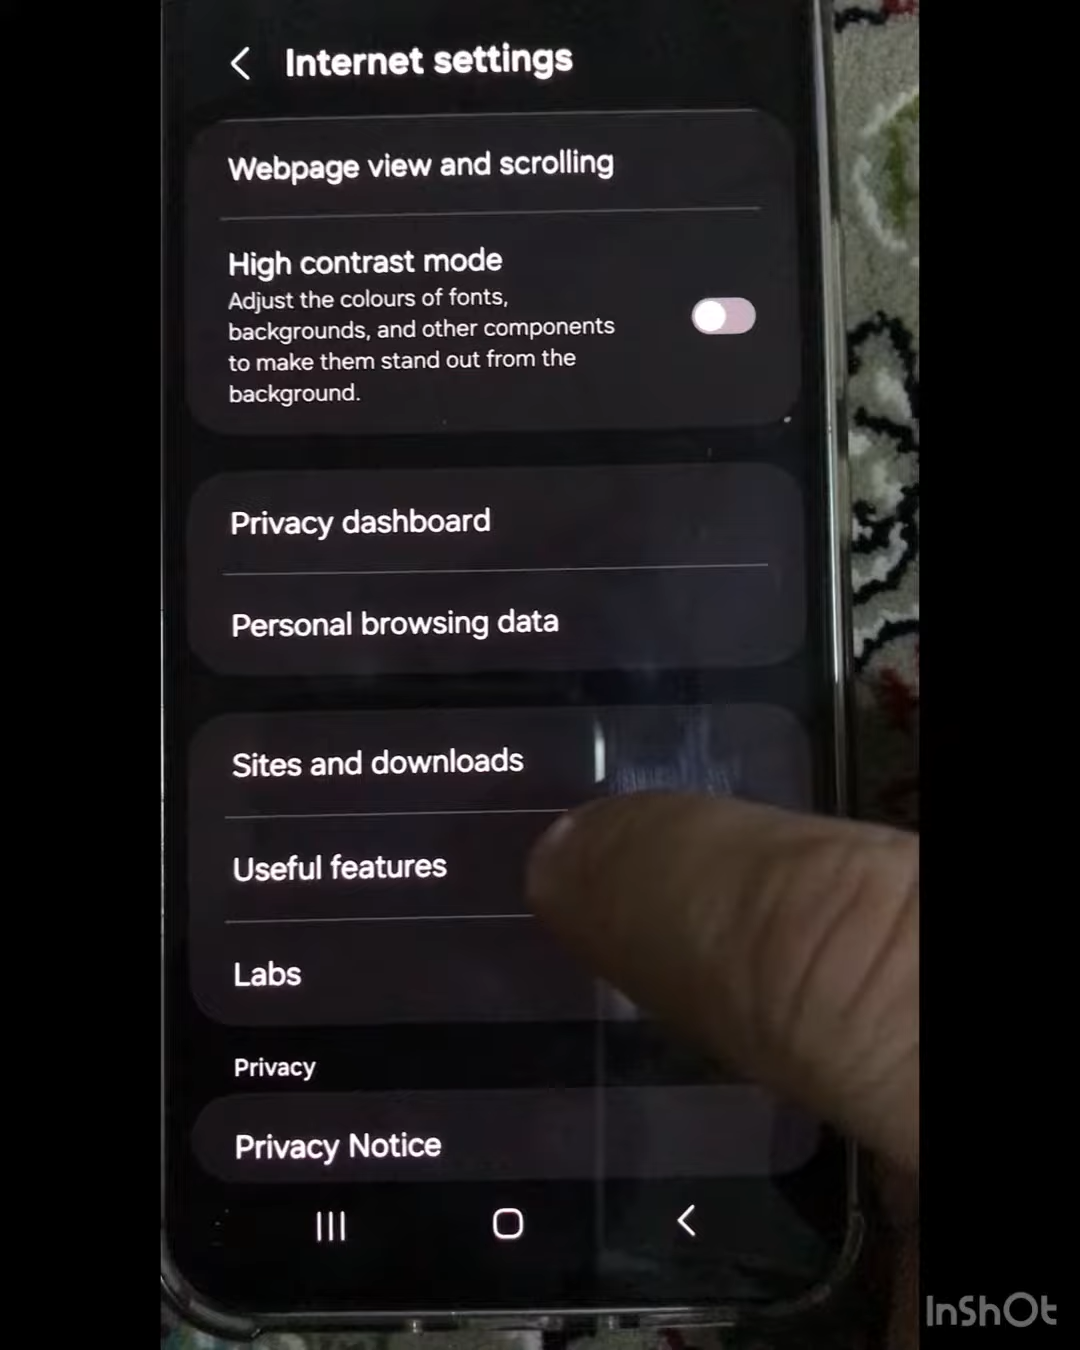 Internet settings
Webpage view and scrolling
High contrast mode
Adjust the colours of fonts,
backgrounds, and other components
to make them stand out from the
background.
Privacy dashboard
Personal browsing data
Sites and downloads
Useful features
Labs
Privacy
Privacy Notice
InShOt